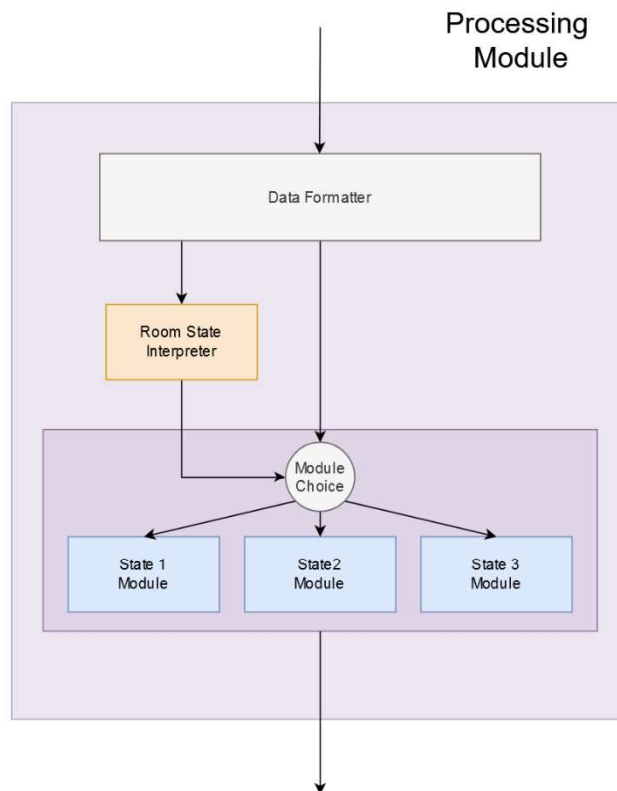 Processing
Module
Data Formatter
Room State
Interpreter
Module
Choice
State 1
Module
State2
Module
State 3
Module